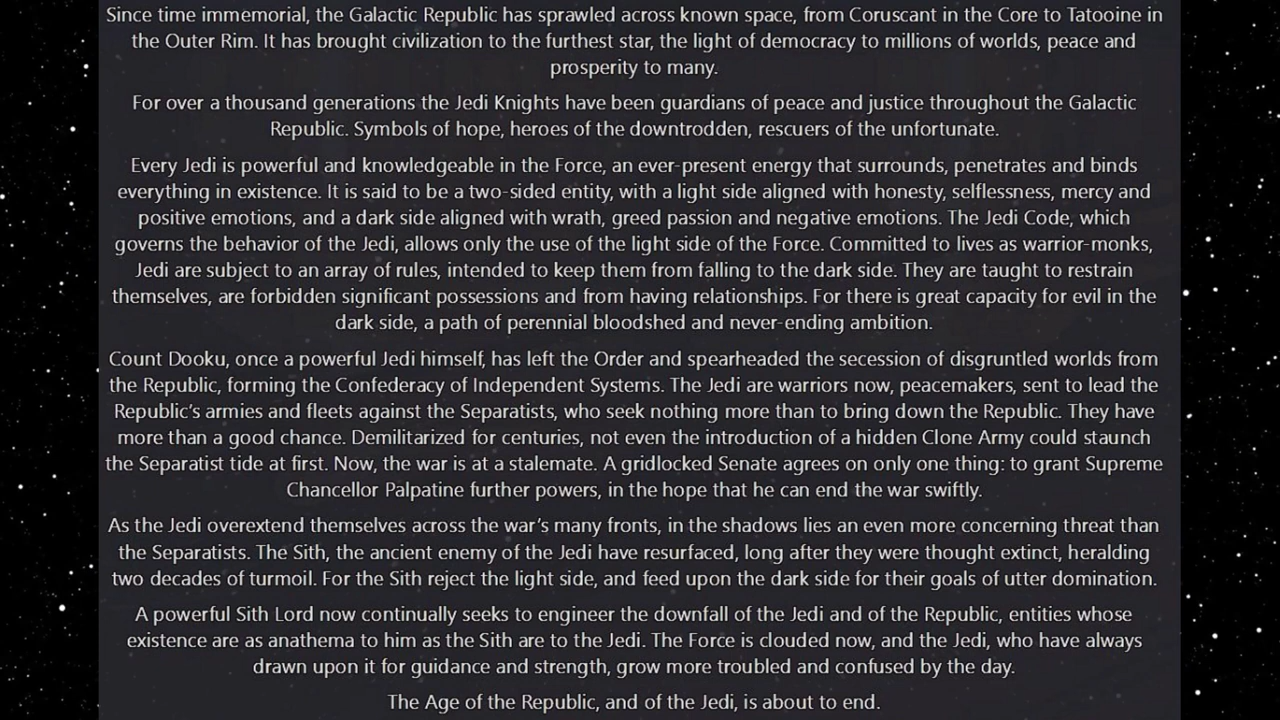 Since time immemorial, the Galactic Republic has sprawled across known space, from Coruscant in the Core to Tatooine in
the Outer Rim. It has brought civilization to the furthest star, the light of democracy to millions of worlds, peace and
prosperity to many.
For over a thousand generations the Jedi Knights have been guardians of peace and justice throughout the Galactic
Republic. Symbols of hope, heroes of the downtrodden, rescuers of the unfortunate.
Every Jedi is powerful and knowledgeable in the Force, an ever-present energy that surrounds, penetrates and binds
everything in existence. It is said to be a two-sided entity, with a light side aligned with honesty, selflessness, mercy and
positive emotions, and a dark side aligned with wrath, greed passion and negative emotions. The Jedi Code, which
governs the behavior of the Jedi, allows only the use of the light side of the Force. Committed to lives as warrior-monks,
Jedi are subject to an array of rules, intended to keep them from falling to the dark side. They are taught to restrain
themselves, are forbidden significant possessions and from having relationships. For there is great capacity for evil in the
dark side, a path of perennial bloodshed and never-ending ambition.
Count Dooku, once a powerful Jedi himself, has left the Order and spearheaded the secession of disgruntled worlds from
the Republic, forming the Confederacy of Independent Systems. The Jedi are warriors now, peacemakers, sent to lead the
Republic's armies and fleets against the Separatists, who seek nothing more than to bring down the Republic. They have
more than a good chance. Demilitarized for centuries, not even the introduction of a hidden Clone Army could staunch
the Separatist tide at first. Now, the war is at a stalemate. A gridlocked Senate agrees on only one thing: to grant Supreme
Chancellor Palpatine further powers, in the hope that he can end the war swiftly.
As the Jedi overextend themselves across the war's many fronts, in the shadows lies an even more concerning threat than
the Separatists. The Sith, the ancient enemy of the Jedi have resurfaced, long after they were thought extinct, heralding
two decades of turmoil. For the Sith reject the light side, and feed upon the dark side for their goals of utter domination.
A powerful Sith Lord now continually seeks to engineer the downfall of the Jedi and of the Republic, entities whose
existence are as anathema to him as the Sith are to the Jedi. The Force is clouded now, and the Jedi, who have always
drawn upon it for guidance and strength, grow more troubled and confused by the day.
The Age of the Republic, and of the Jedi, is about to end.